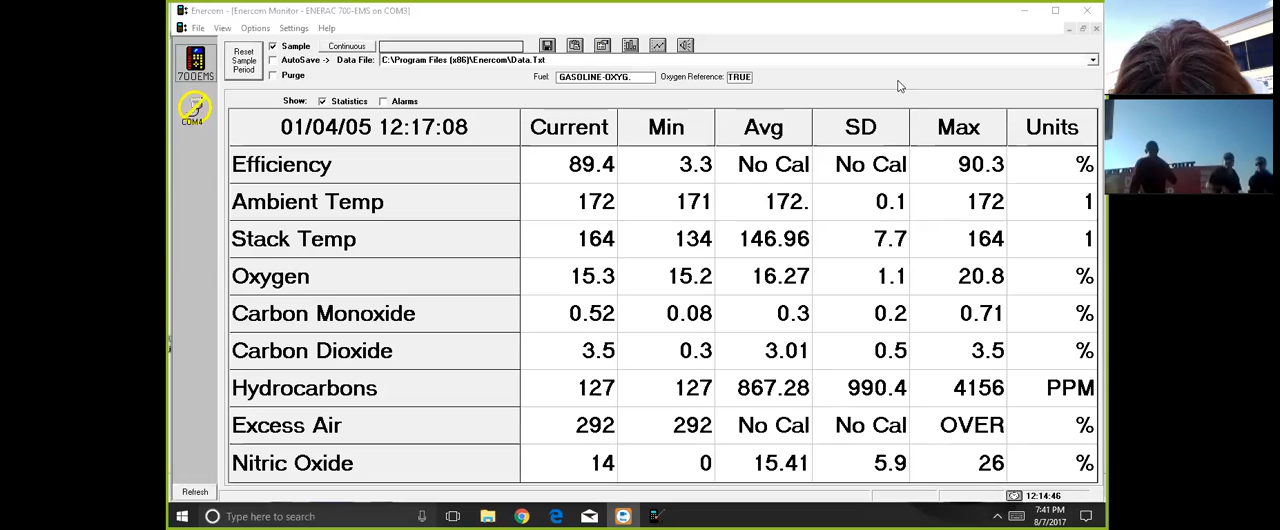 Enercom - [Enercom Monitor - ENERAC 700-EMS on COM3]
File View Options Settings Help
700EMS
COM4
Reset Sample Period
Sample Continuous
AutoSave -> Data File: C:\Program Files (x86)\Enercom\Data.Txt
Purge
Fuel: GASOLINE-OXYG. Oxygen Reference: TRUE
Show: Statistics Alarms
01/04/05 12:17:08 Current Min Avg SD Max Units
Efficiency 89.4 3.3 No Cal No Cal 90.3 %
Ambient Temp 172 171 172. 0.1 172 1
Stack Temp 164 134 146.96 7.7 164 1
Oxygen 15.3 15.2 16.27 1.1 20.8 %
Carbon Monoxide 0.52 0.08 0.3 0.2 0.71 %
Carbon Dioxide 3.5 0.3 3.01 0.5 3.5 %
Hydrocarbons 127 127 867.28 990.4 4156 PPM
Excess Air 292 292 No Cal No Cal OVER %
Nitric Oxide 14 0 15.41 5.9 26 %
Refresh
12:14:46
Type here to search
7:41 PM
8/7/2017